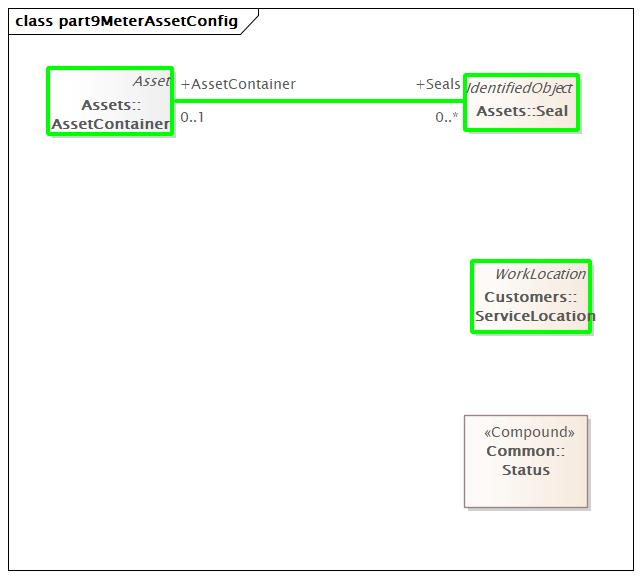 class part9MeterAssetConfig
Asset
Assets::
AssetContainer
+AssetContainer
+Seals
0..1
0..*
IdentifiedObject
Assets::Seal
WorkLocation
Customers::
ServiceLocation
«Compound»
Common::
Status